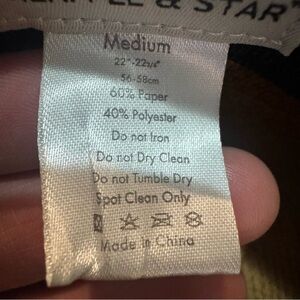 & STAR
Medium
22"-22¾"
56-58cm
60% Paper
40% Polyester
Do not Iron
Do not Dry Clean
Do not Tumble Dry
Spot Clean Only
Made in China